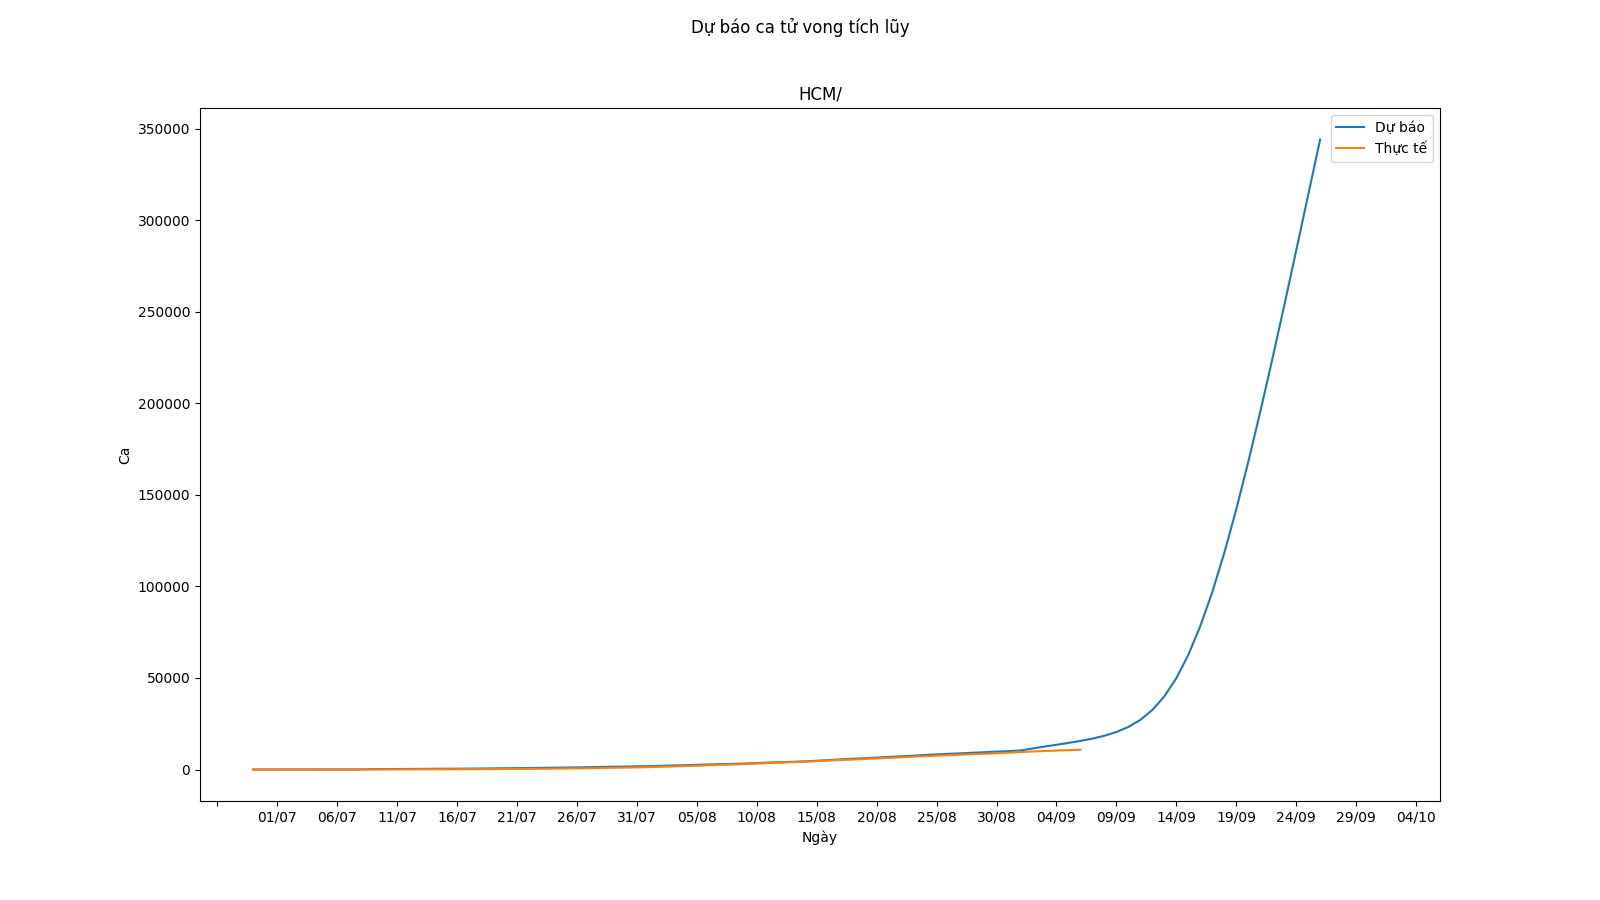 Dự báo ca tử vong tích lũy
HCM/
Dự báo
Thực tế
350000
300000
250000
200000
150000
100000
50000
0
Ca
01/07 06/07 11/07 16/07 21/07 26/07 31/07 05/08 10/08 15/08 20/08 25/08 30/08 04/09 09/09 14/09 19/09 24/09 29/09 04/10
Ngày